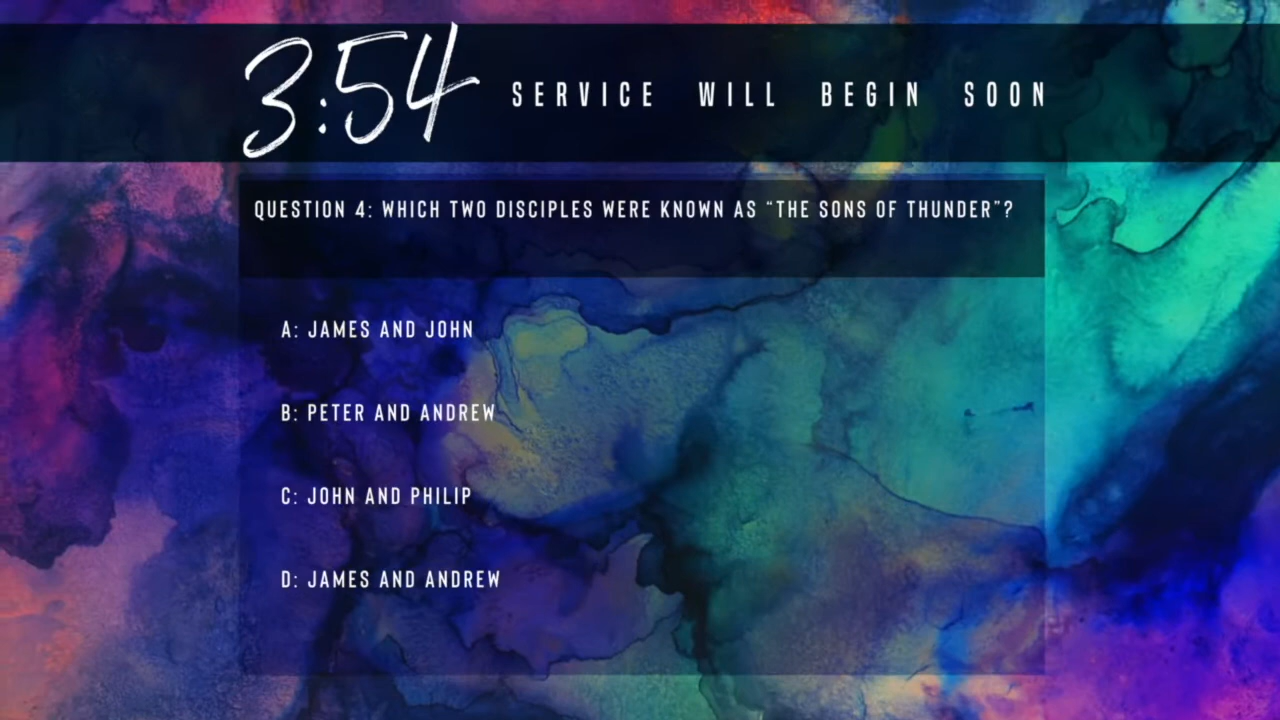 3:54 SERVICE WILL BEGIN SOON
QUESTION 4: WHICH TWO DISCIPLES WERE KNOWN AS “THE SONS OF THUNDER”?
A: JAMES AND JOHN
B: PETER AND ANDREW
C: JOHN AND PHILIP
D: JAMES AND ANDREW